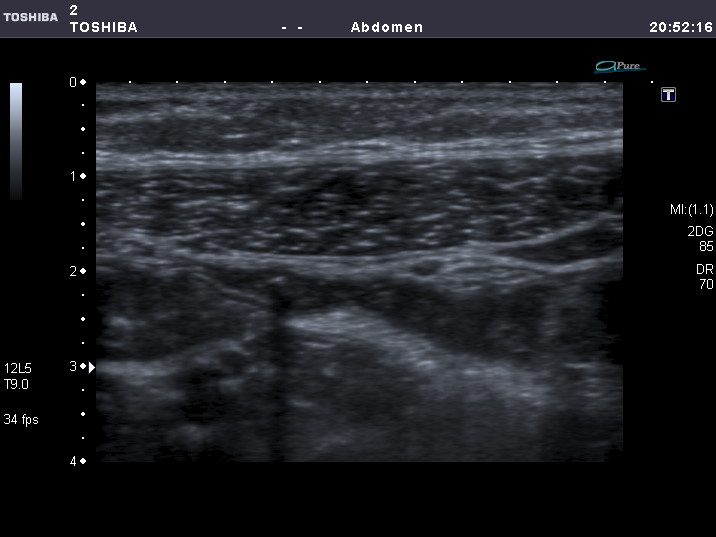 TOSHIBA
2
TOSHIBA - - Abdomen 20:52:16
Pure
T
0
1
2
3
4
MI:(1.1)
2DG
85
DR
70
12L5
T9.0
34 fps